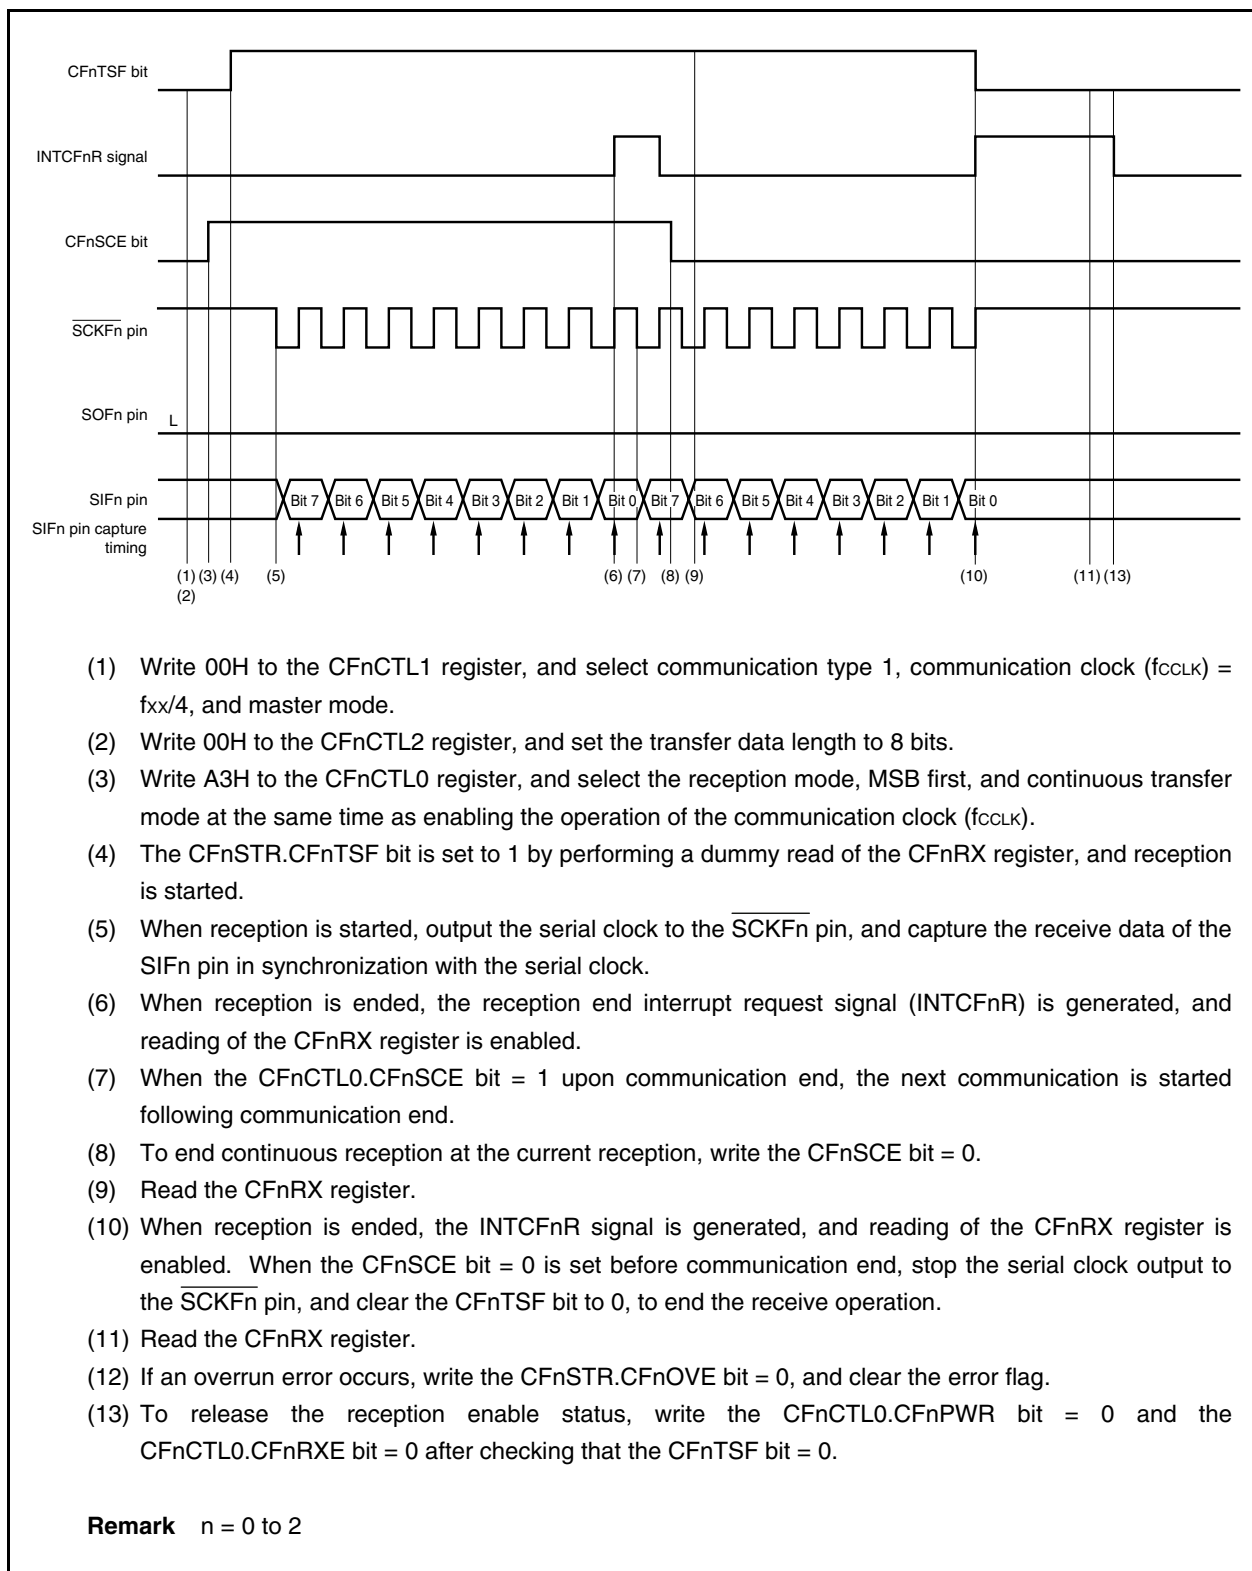 CFnTSF bit
INTCFnR signal
CFnSCE bit
SCKFn pin
SOFn pin L
SIFn pin Bit 7 Bit 6 Bit 5 Bit 4 Bit 3 Bit 2 Bit 1 Bit 0 Bit 7 Bit 6 Bit 5 Bit 4 Bit 3 Bit 2 Bit 1 Bit 0
SIFn pin capture
timing
(1) (3) (4) (5) (6) (7) (8) (9) (10) (11) (13)
(2)
(1) Write 00H to the CFnCTL1 register, and select communication type 1, communication clock (fCCLK) =
fxx/4, and master mode.
(2) Write 00H to the CFnCTL2 register, and set the transfer data length to 8 bits.
(3) Write A3H to the CFnCTL0 register, and select the reception mode, MSB first, and continuous transfer
mode at the same time as enabling the operation of the communication clock (fCCLK).
(4) The CFnSTR.CFnTSF bit is set to 1 by performing a dummy read of the CFnRX register, and reception
is started.
(5) When reception is started, output the serial clock to the SCKFn pin, and capture the receive data of the
SIFn pin in synchronization with the serial clock.
(6) When reception is ended, the reception end interrupt request signal (INTCFnR) is generated, and
reading of the CFnRX register is enabled.
(7) When the CFnCTL0.CFnSCE bit = 1 upon communication end, the next communication is started
following communication end.
(8) To end continuous reception at the current reception, write the CFnSCE bit = 0.
(9) Read the CFnRX register.
(10) When reception is ended, the INTCFnR signal is generated, and reading of the CFnRX register is
enabled. When the CFnSCE bit = 0 is set before communication end, stop the serial clock output to
the SCKFn pin, and clear the CFnTSF bit to 0, to end the receive operation.
(11) Read the CFnRX register.
(12) If an overrun error occurs, write the CFnSTR.CFnOVE bit = 0, and clear the error flag.
(13) To release the reception enable status, write the CFnCTL0.CFnPWR bit = 0 and the
CFnCTL0.CFnRXE bit = 0 after checking that the CFnTSF bit = 0.
Remark n = 0 to 2